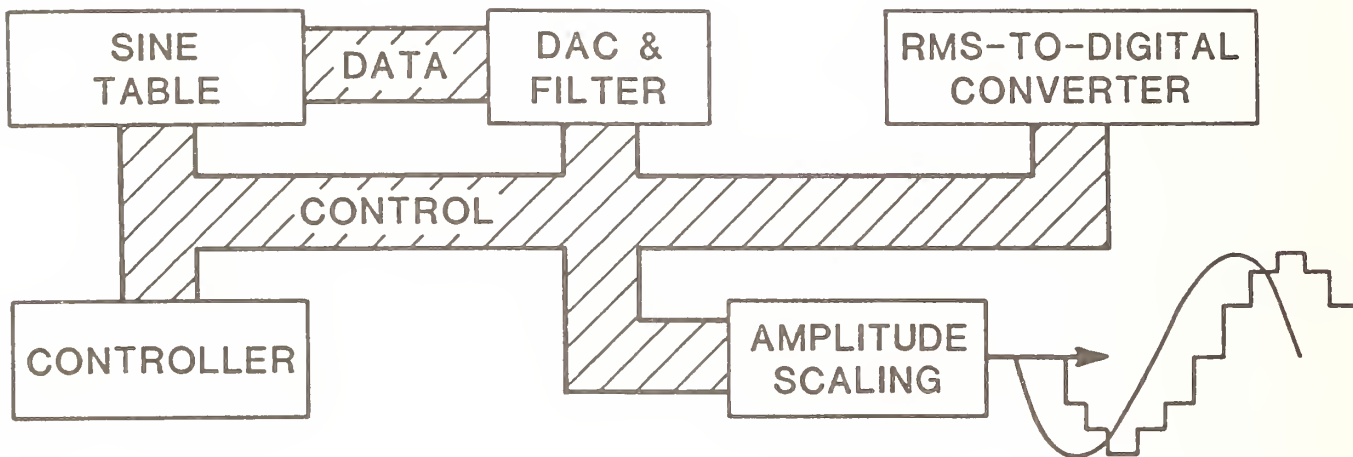 SINE
TABLE
DATA
DAC &
FILTER
RMS-TO-DIGITAL
CONVERTER
CONTROL
CONTROLLER
AMPLITUDE
SCALING